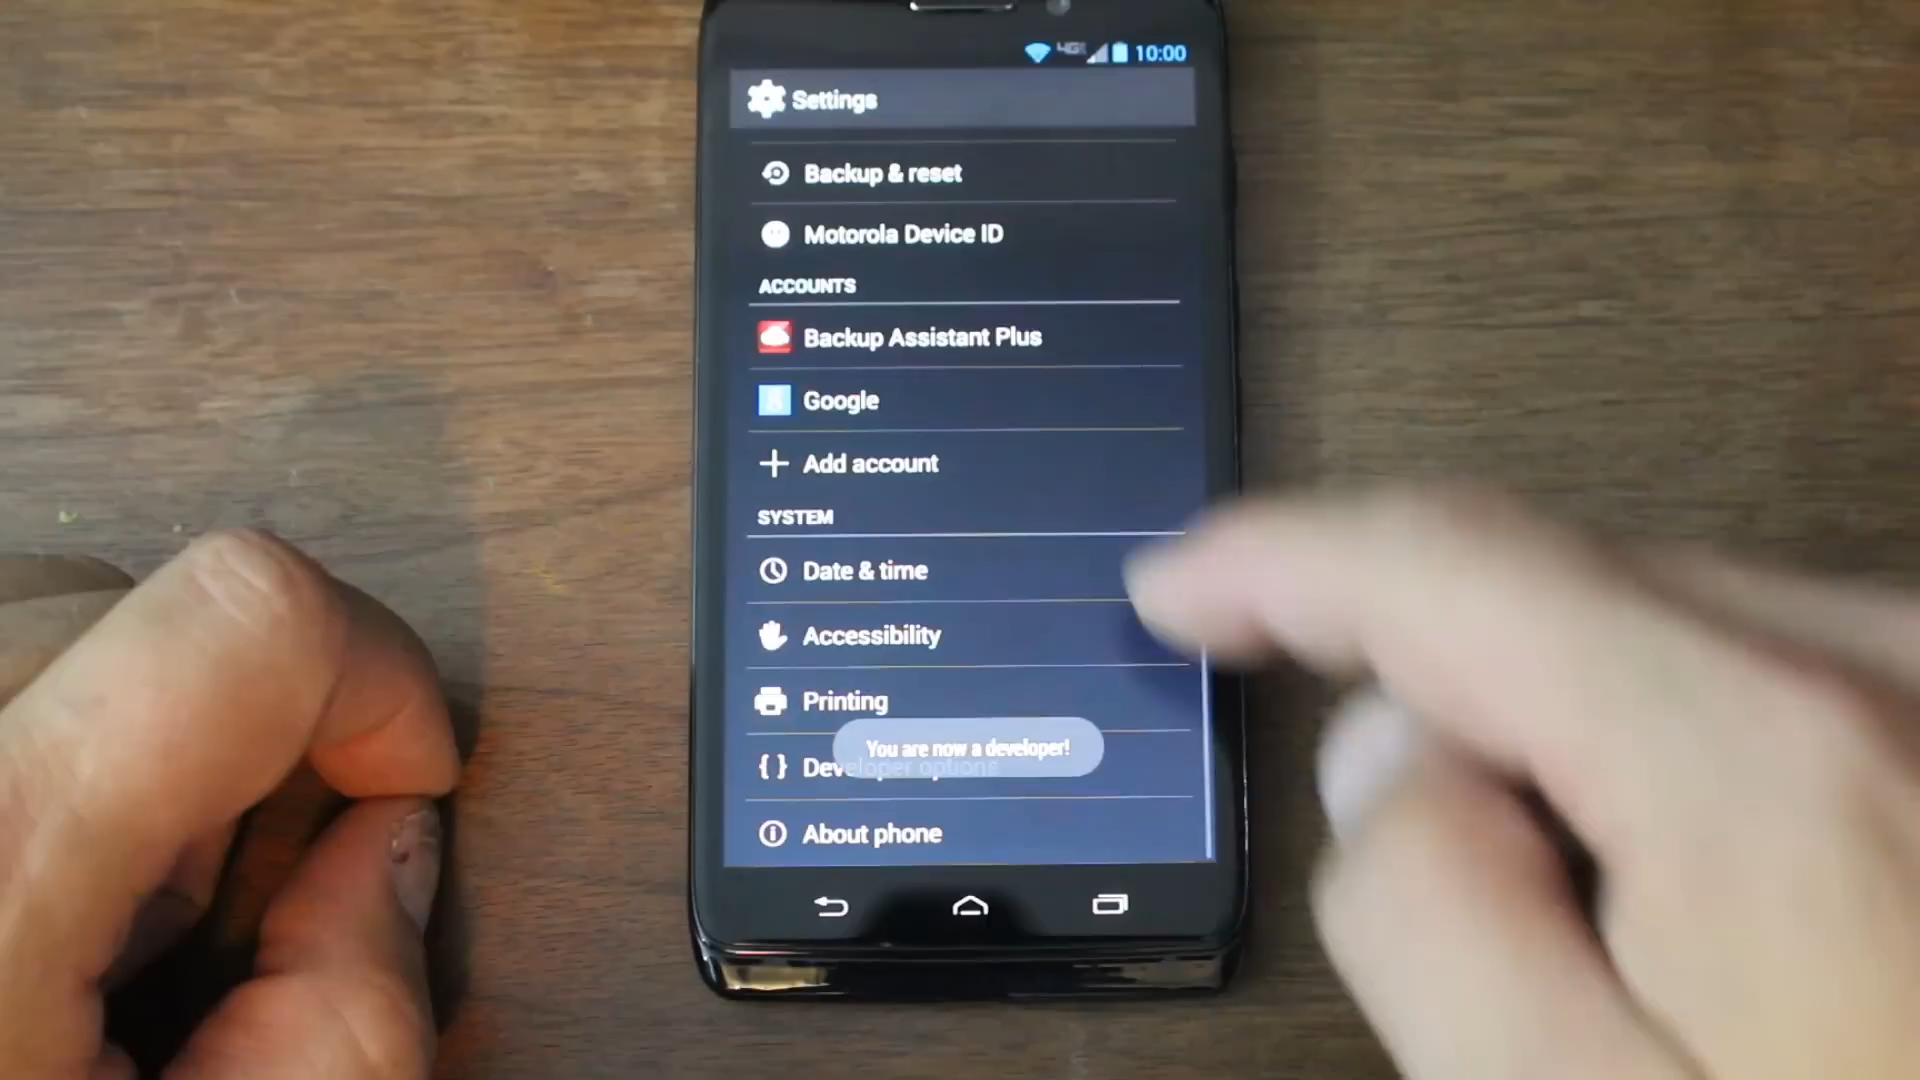 4G 10:00
Settings
Backup & reset
Motorola Device ID
ACCOUNTS
Backup Assistant Plus
Google
Add account
SYSTEM
Date & time
Accessibility
Printing
You are now a developer!
Developer options
About phone